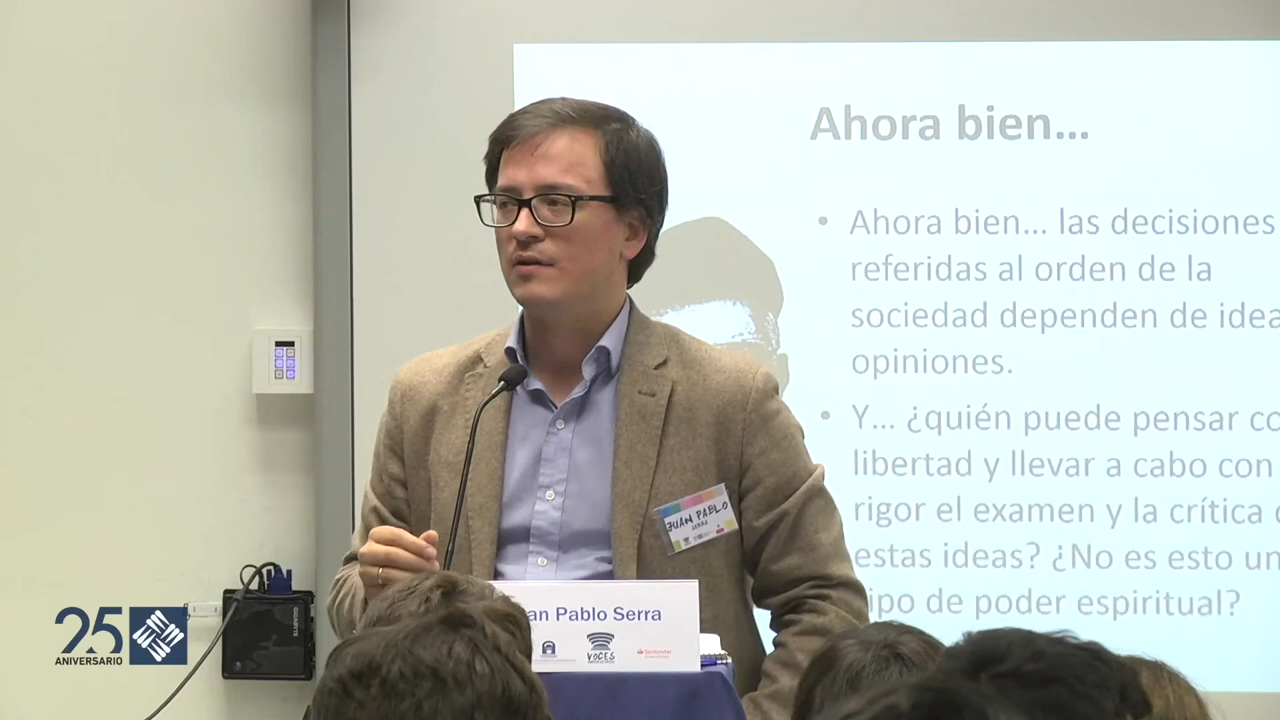 Ahora bien...
• Ahora bien... las decisiones
referidas al orden de la
sociedad dependen de idea
opiniones.
• Y... ¿quién puede pensar co
libertad y llevar a cabo con
rigor el examen y la crítica
estas ideas? ¿No es esto un
ipo de poder espiritual?
JUAN PABLO
SERRA
an Pablo Serra
VOCES
Santander
GIGABYTE
25
ANIVERSARIO